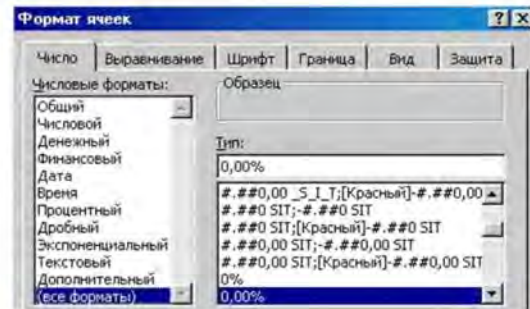 Формат ячеек
Число Выравнивание Шрифт Граница Вид Защита
Числовые форматы:
Общий
Числовой
Денежный
Финансовый
Дата
Время
Процентный
Дробный
Экспоненциальный
Текстовый
Дополнительный
(все форматы)
Образец
Тип:
0,00%
#.##0,00 _S_I_T;[Красный]-#.##0,00
#.##0 SIT;-#.##0 SIT
#.##0 SIT;[Красный]-#.##0 SIT
#.##0,00 SIT;-#.##0,00 SIT
#.##0,00 SIT;[Красный]-#.##0,00 SIT
0%
0,00%